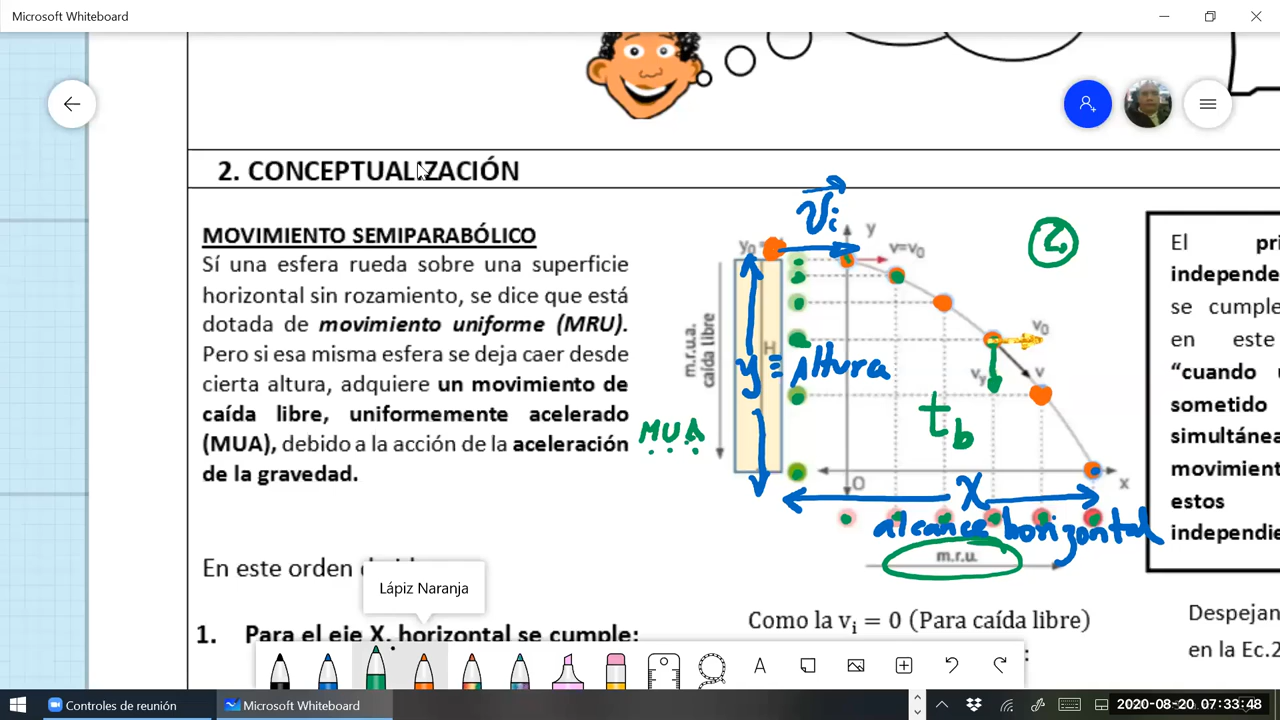 Microsoft Whiteboard
2. CONCEPTUALIZACIÓN
MOVIMIENTO SEMIPARABÓLICO
Sí una esfera rueda sobre una superficie
horizontal sin rozamiento, se dice que está
dotada de movimiento uniforme (MRU).
Pero si esa misma esfera se deja caer desde
cierta altura, adquiere un movimiento de
caída libre, uniformemente acelerado
(MUA), debido a la acción de la aceleración
de la gravedad.
En este orden
Lápiz Naranja
1. Para el eje X, horizontal se cumple:
vi
y
y₀ =
v=v₀
2
m.r.u.a.
caída libre
H
y = Altura
v₀
vy
v
MUA
tb
O
x
X
alcance horizontal
m.r.u.
Como la vᵢ = 0 (Para caída libre)
El pri
independe
se cumple
en este
“cuando u
sometido
simultánea
movimient
estos
independie
Despejan
en la Ec.2
A
Controles de reunión
Microsoft Whiteboard
2020-08-20 07:33:48